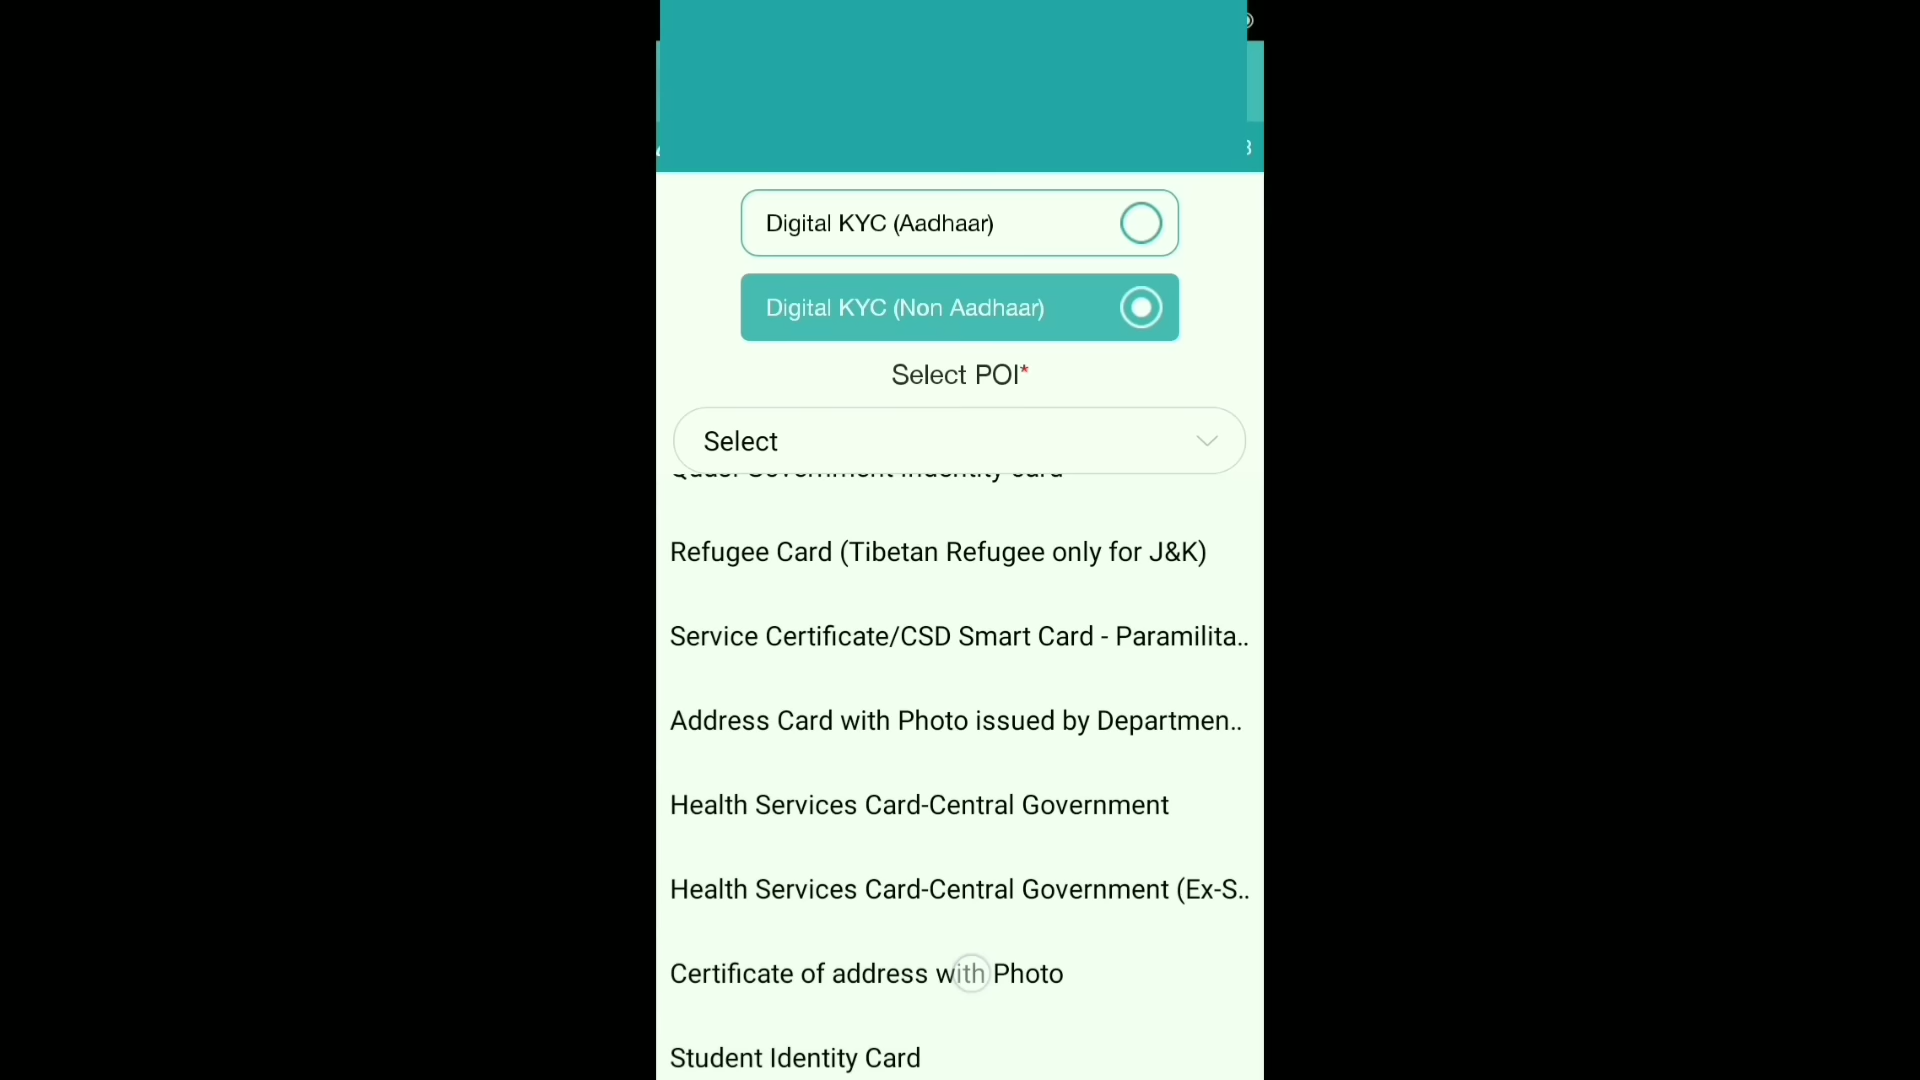 Digital KYC (Aadhaar)
Digital KYC (Non Aadhaar)
Select POI*
Select
Refugee Card (Tibetan Refugee only for J&K)
Service Certificate/CSD Smart Card - Paramilita..
Address Card with Photo issued by Departmen..
Health Services Card-Central Government
Health Services Card-Central Government (Ex-S..
Certificate of address with Photo
Student Identity Card